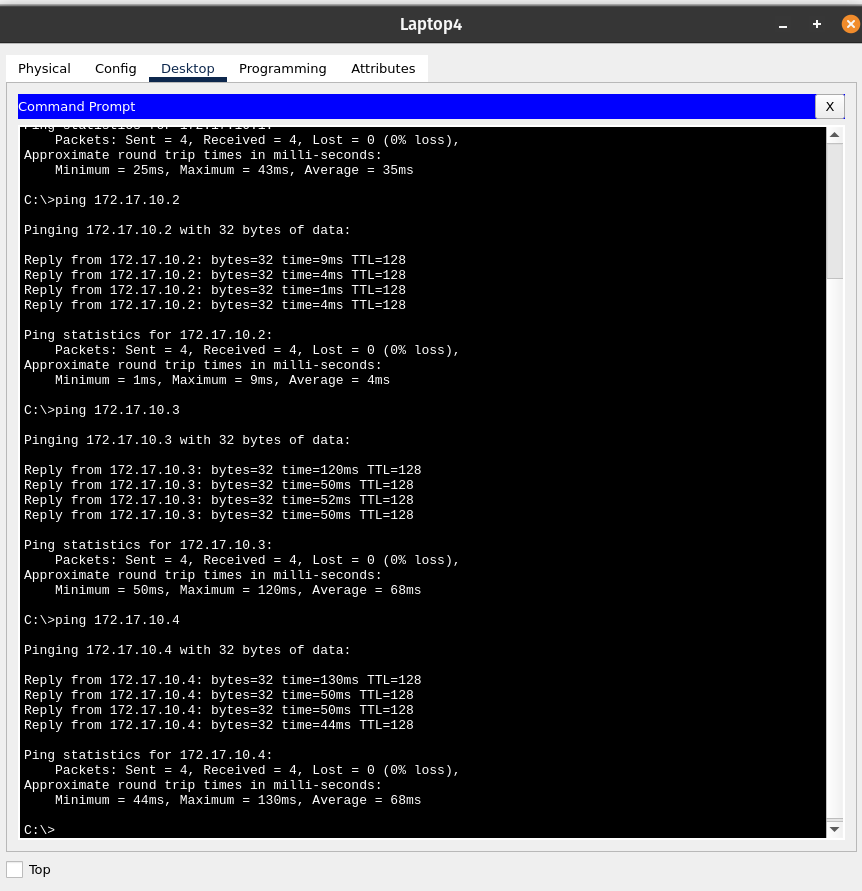 Laptop4
Physical Config Desktop Programming Attributes
Command Prompt X
Ping statistics for 172.17.10.1:
    Packets: Sent = 4, Received = 4, Lost = 0 (0% loss),
Approximate round trip times in milli-seconds:
    Minimum = 25ms, Maximum = 43ms, Average = 35ms

C:\>ping 172.17.10.2

Pinging 172.17.10.2 with 32 bytes of data:

Reply from 172.17.10.2: bytes=32 time=9ms TTL=128
Reply from 172.17.10.2: bytes=32 time=4ms TTL=128
Reply from 172.17.10.2: bytes=32 time=1ms TTL=128
Reply from 172.17.10.2: bytes=32 time=4ms TTL=128

Ping statistics for 172.17.10.2:
    Packets: Sent = 4, Received = 4, Lost = 0 (0% loss),
Approximate round trip times in milli-seconds:
    Minimum = 1ms, Maximum = 9ms, Average = 4ms

C:\>ping 172.17.10.3

Pinging 172.17.10.3 with 32 bytes of data:

Reply from 172.17.10.3: bytes=32 time=120ms TTL=128
Reply from 172.17.10.3: bytes=32 time=50ms TTL=128
Reply from 172.17.10.3: bytes=32 time=52ms TTL=128
Reply from 172.17.10.3: bytes=32 time=50ms TTL=128

Ping statistics for 172.17.10.3:
    Packets: Sent = 4, Received = 4, Lost = 0 (0% loss),
Approximate round trip times in milli-seconds:
    Minimum = 50ms, Maximum = 120ms, Average = 68ms

C:\>ping 172.17.10.4

Pinging 172.17.10.4 with 32 bytes of data:

Reply from 172.17.10.4: bytes=32 time=130ms TTL=128
Reply from 172.17.10.4: bytes=32 time=50ms TTL=128
Reply from 172.17.10.4: bytes=32 time=50ms TTL=128
Reply from 172.17.10.4: bytes=32 time=44ms TTL=128

Ping statistics for 172.17.10.4:
    Packets: Sent = 4, Received = 4, Lost = 0 (0% loss),
Approximate round trip times in milli-seconds:
    Minimum = 44ms, Maximum = 130ms, Average = 68ms

C:\>
Top